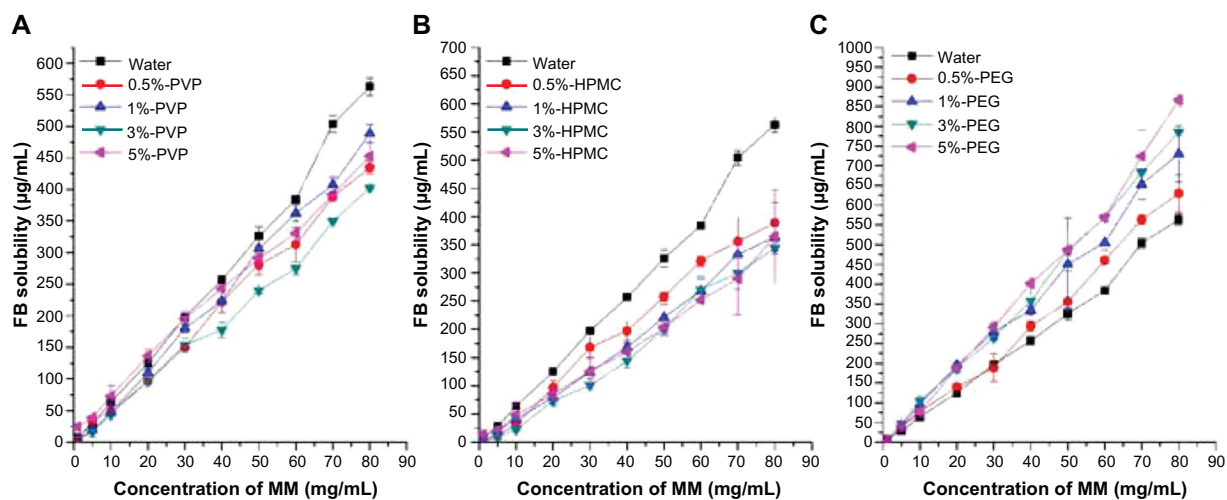 A
FB solubility (µg/mL)
600
550
500
450
400
350
300
250
200
150
100
50
0
Water
0.5%-PVP
1%-PVP
3%-PVP
5%-PVP
0 10 20 30 40 50 60 70 80 90
Concentration of MM (mg/mL)
B
FB solubility (µg/mL)
700
650
600
550
500
450
400
350
300
250
200
150
100
50
0
Water
0.5%-HPMC
1%-HPMC
3%-HPMC
5%-HPMC
0 10 20 30 40 50 60 70 80 90
Concentration of MM (mg/mL)
C
FB solubility (µg/mL)
1000
950
900
850
800
750
700
650
600
550
500
450
400
350
300
250
200
150
100
50
0
Water
0.5%-PEG
1%-PEG
3%-PEG
5%-PEG
0 10 20 30 40 50 60 70 80 90
Concentration of MM (mg/mL)